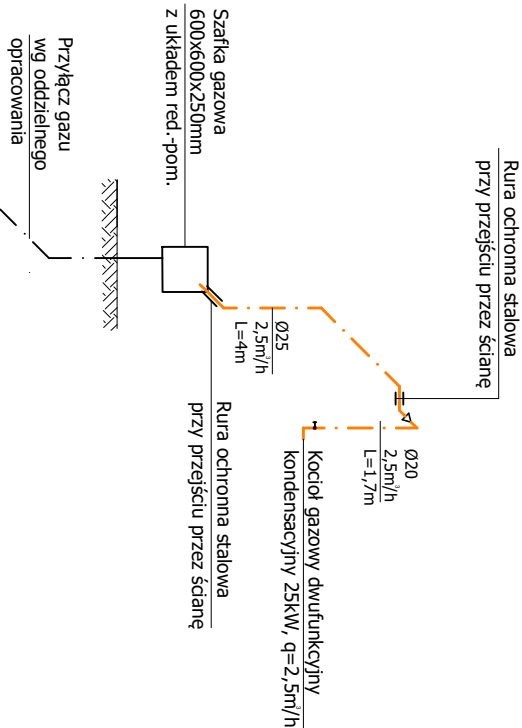 Rura ochronna stalowa
przy przejściu przez ścianę
Ø20
2,5m³/h
L=1,7m
Kocioł gazowy dwufunkcyjny
kondensacyjny 25kW, q=2,5m³/h
Ø25
2,5m³/h
L=4m
Rura ochronna stalowa
przy przejściu przez ścianę
Szafka gazowa
600x600x250mm
z układem red.-pom.
Przyłącz gazu
wg oddzielnego
opracowania